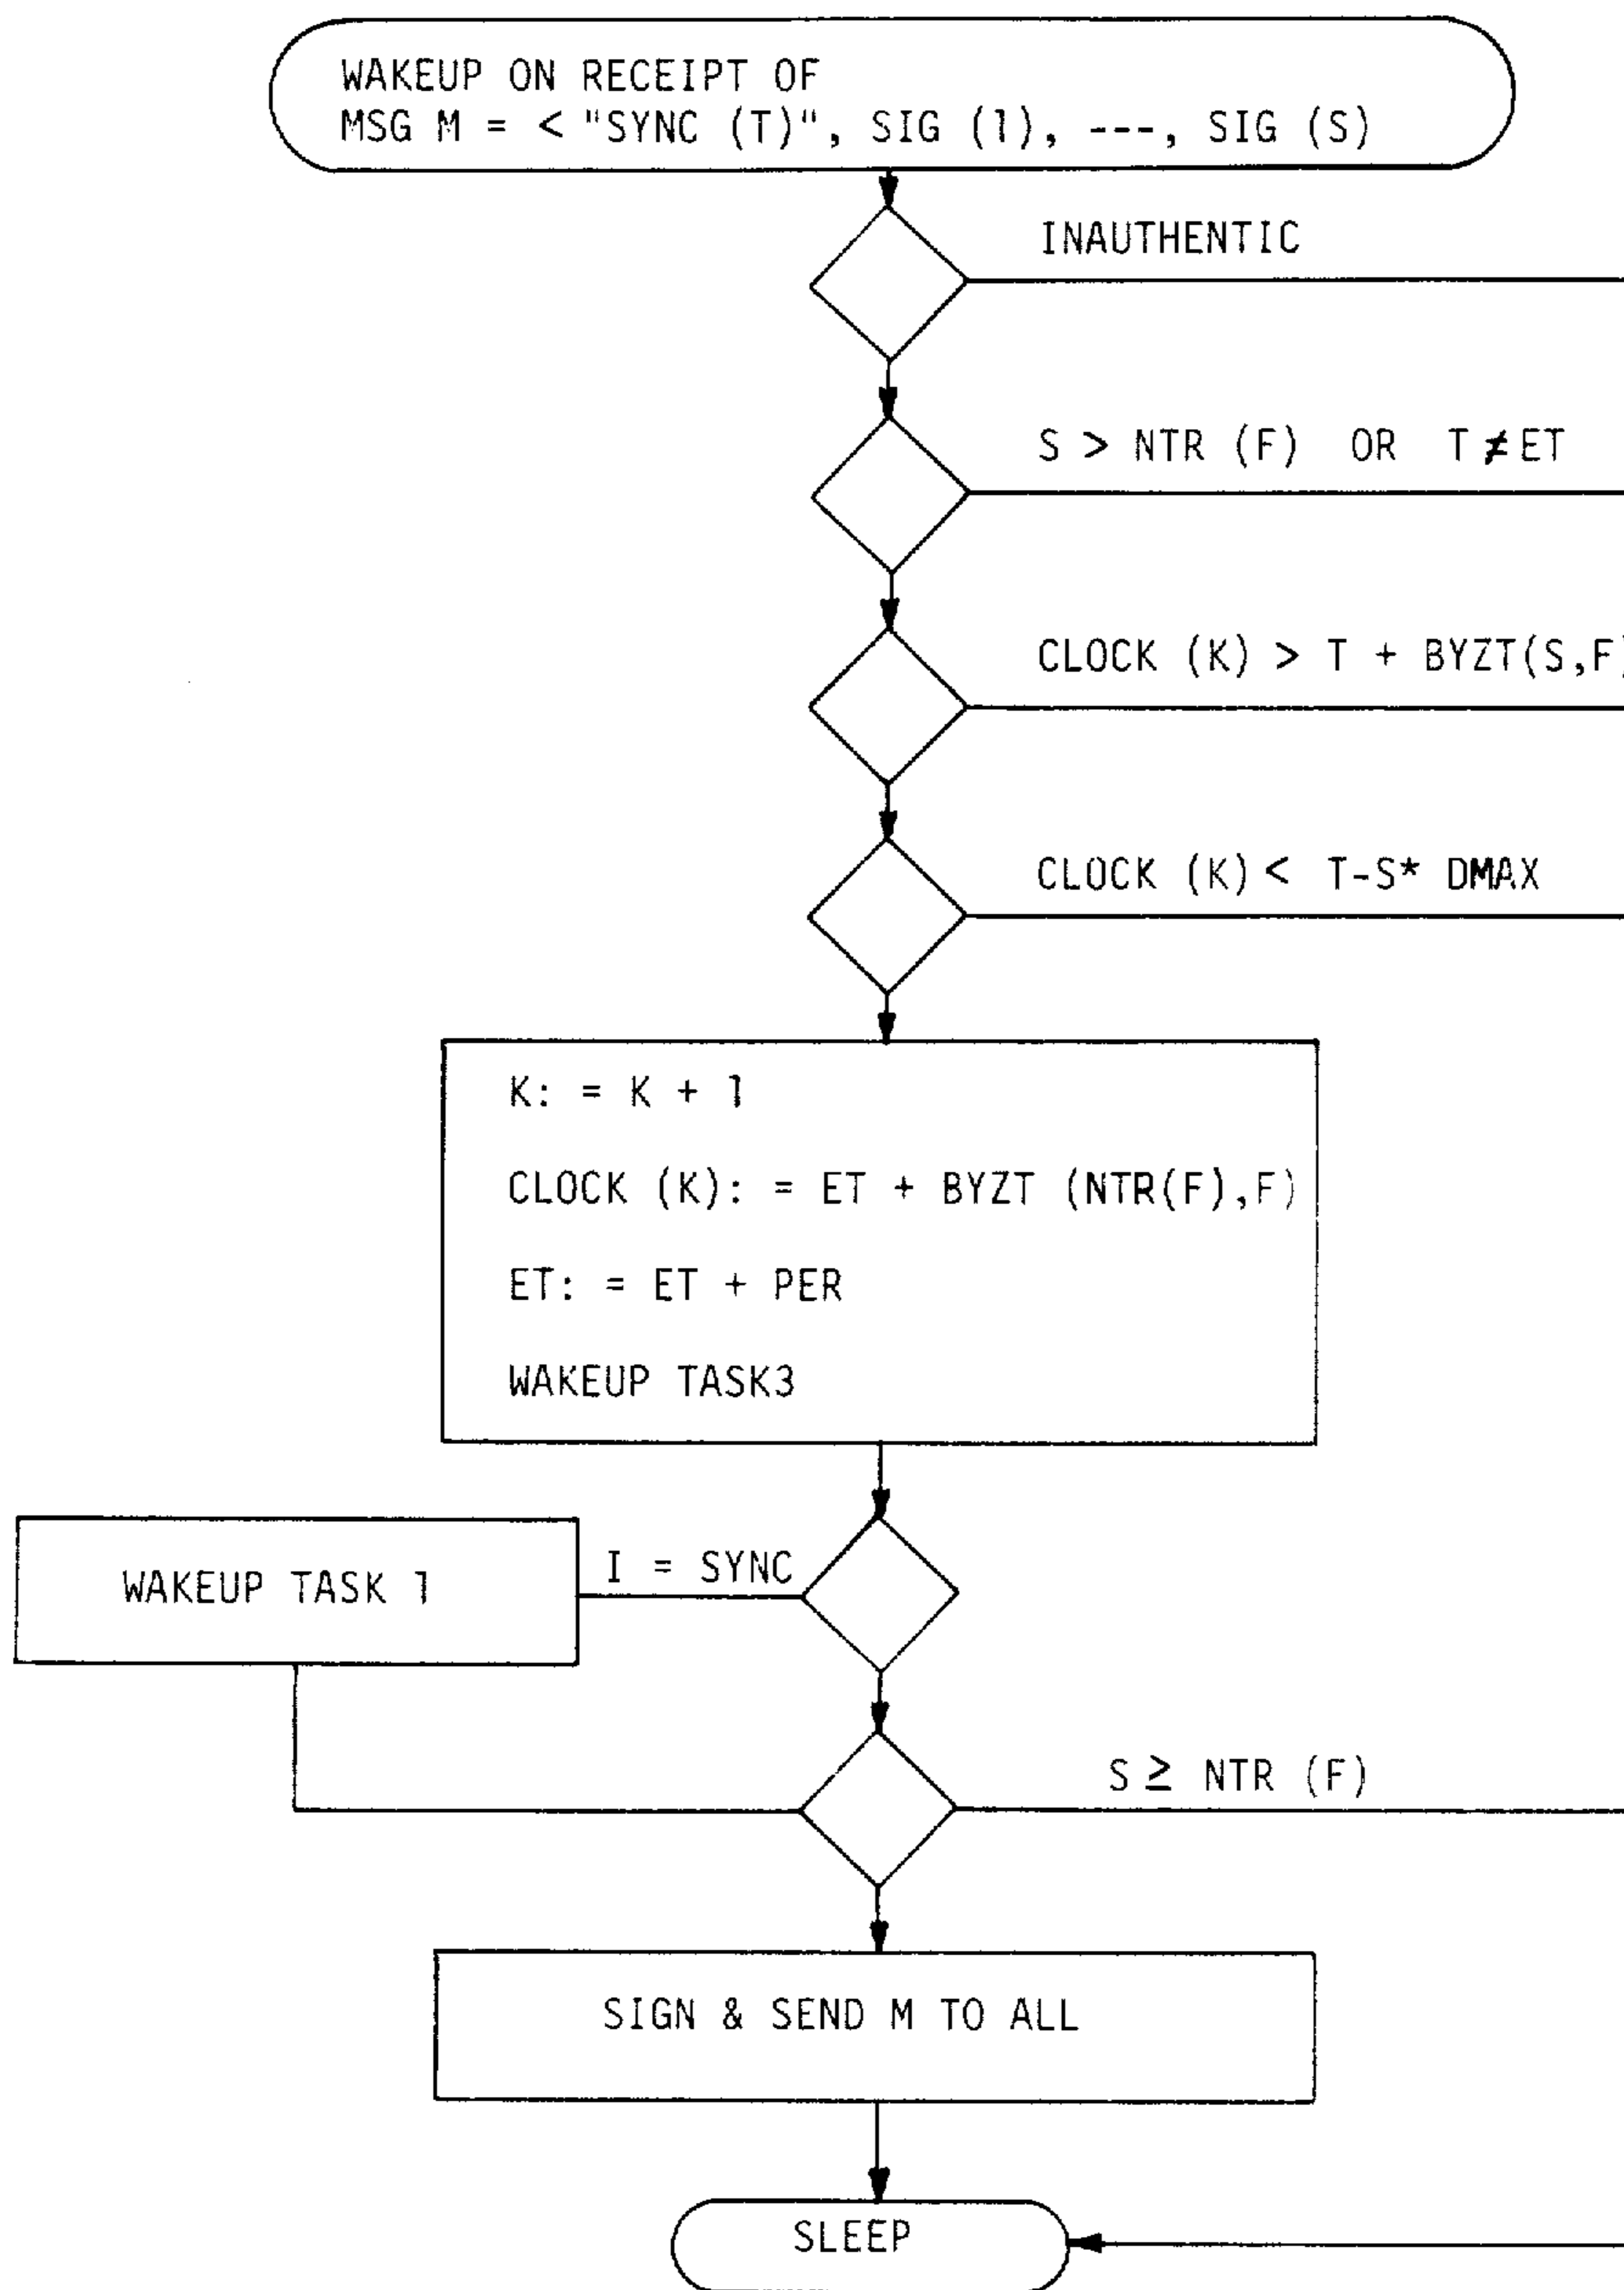 WAKEUP ON RECEIPT OF
MSG M = < "SYNC (T)", SIG (1), ---, SIG (S)
INAUTHENTIC
S > NTR (F) OR T ≠ ET
CLOCK (K) > T + BYZT(S,F)
CLOCK (K) < T-S* DMAX
K: = K + 1
CLOCK (K): = ET + BYZT (NTR(F),F)
ET: = ET + PER
WAKEUP TASK3
I = SYNC
WAKEUP TASK 1
S ≥ NTR (F)
SIGN & SEND M TO ALL
SLEEP